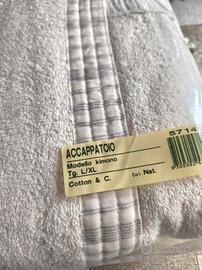 5714
ACCAPPATOIO
Modello kimono
Tg. L/XL
Cotton & C.
Col. Nat.